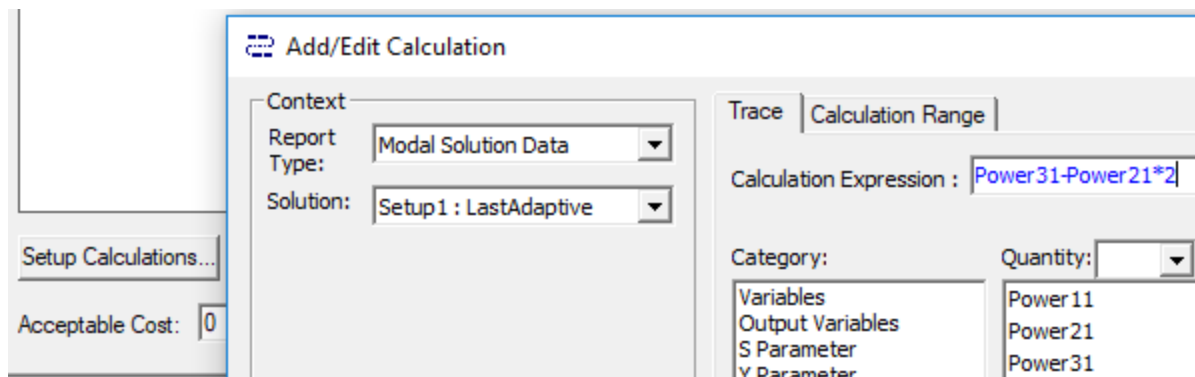 Add/Edit Calculation
Context
Report Type:
Modal Solution Data
Solution:
Setup1 : LastAdaptive
Trace
Calculation Range
Calculation Expression :
Power31-Power21*2
Setup Calculations...
Acceptable Cost:
0
Category:
Variables
Output Variables
S Parameter
Y Parameter
Quantity:
Power11
Power21
Power31